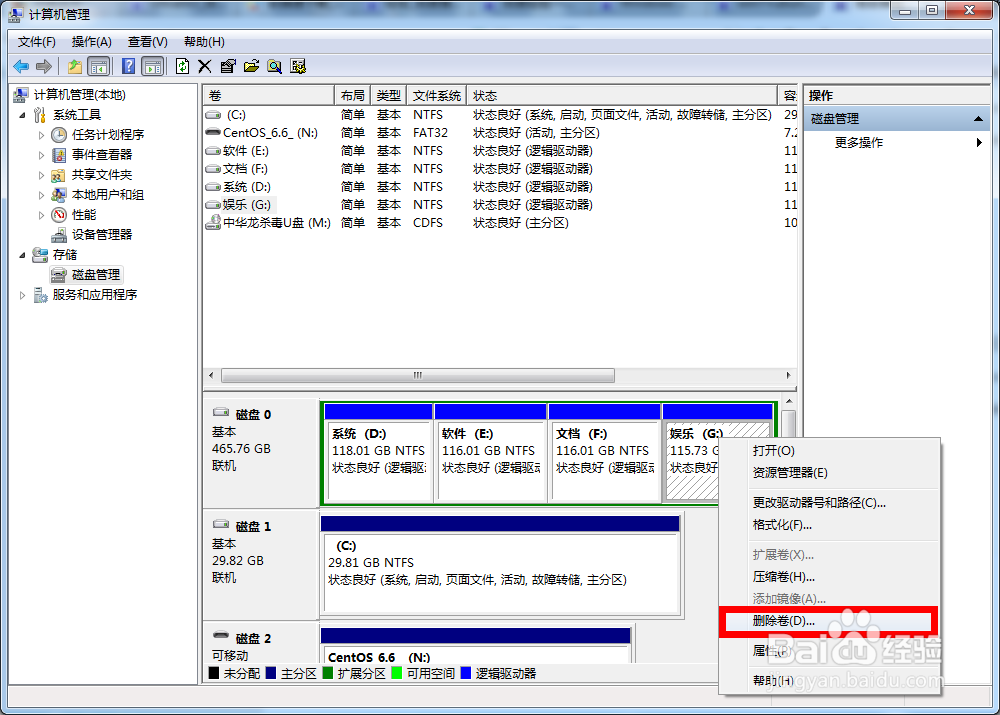 计算机管理
文件(F) 操作(A) 查看(V) 帮助(H)
计算机管理(本地)
系统工具
任务计划程序
事件查看器
共享文件夹
本地用户和组
性能
设备管理器
存储
磁盘管理
服务和应用程序
卷 布局 类型 文件系统 状态 容
(C:) 简单 基本 NTFS 状态良好 (系统, 启动, 页面文件, 活动, 故障转储, 主分区) 29
CentOS_6.6_ (N:) 简单 基本 FAT32 状态良好 (活动, 主分区) 7.2
软件 (E:) 简单 基本 NTFS 状态良好 (逻辑驱动器) 11
文档 (F:) 简单 基本 NTFS 状态良好 (逻辑驱动器) 11
系统 (D:) 简单 基本 NTFS 状态良好 (逻辑驱动器) 11
娱乐 (G:) 简单 基本 NTFS 状态良好 (逻辑驱动器) 11
中华龙杀毒U盘 (M:) 简单 基本 CDFS 状态良好 (主分区) 10
操作
磁盘管理
更多操作
磁盘 0
基本
465.76 GB
联机
系统 (D:)
118.01 GB NTFS
状态良好 (逻辑驱
软件 (E:)
116.01 GB NTFS
状态良好 (逻辑驱动
文档 (F:)
116.01 GB NTFS
状态良好 (逻辑驱动
娱乐 (G:)
115.73 G
状态良好
磁盘 1
基本
29.82 GB
联机
(C:)
29.81 GB NTFS
状态良好 (系统, 启动, 页面文件, 活动, 故障转储, 主分区)
磁盘 2
可移动
CentOS_6.6_ (N:)
未分配 主分区 扩展分区 可用空间 逻辑驱动器
打开(O)
资源管理器(E)
更改驱动器号和路径(C)...
格式化(F)...
扩展卷(X)...
压缩卷(H)...
添加镜像(A)...
删除卷(D)...
属性(P)
帮助(H)
Baidu 经验
jingyan.baidu.com